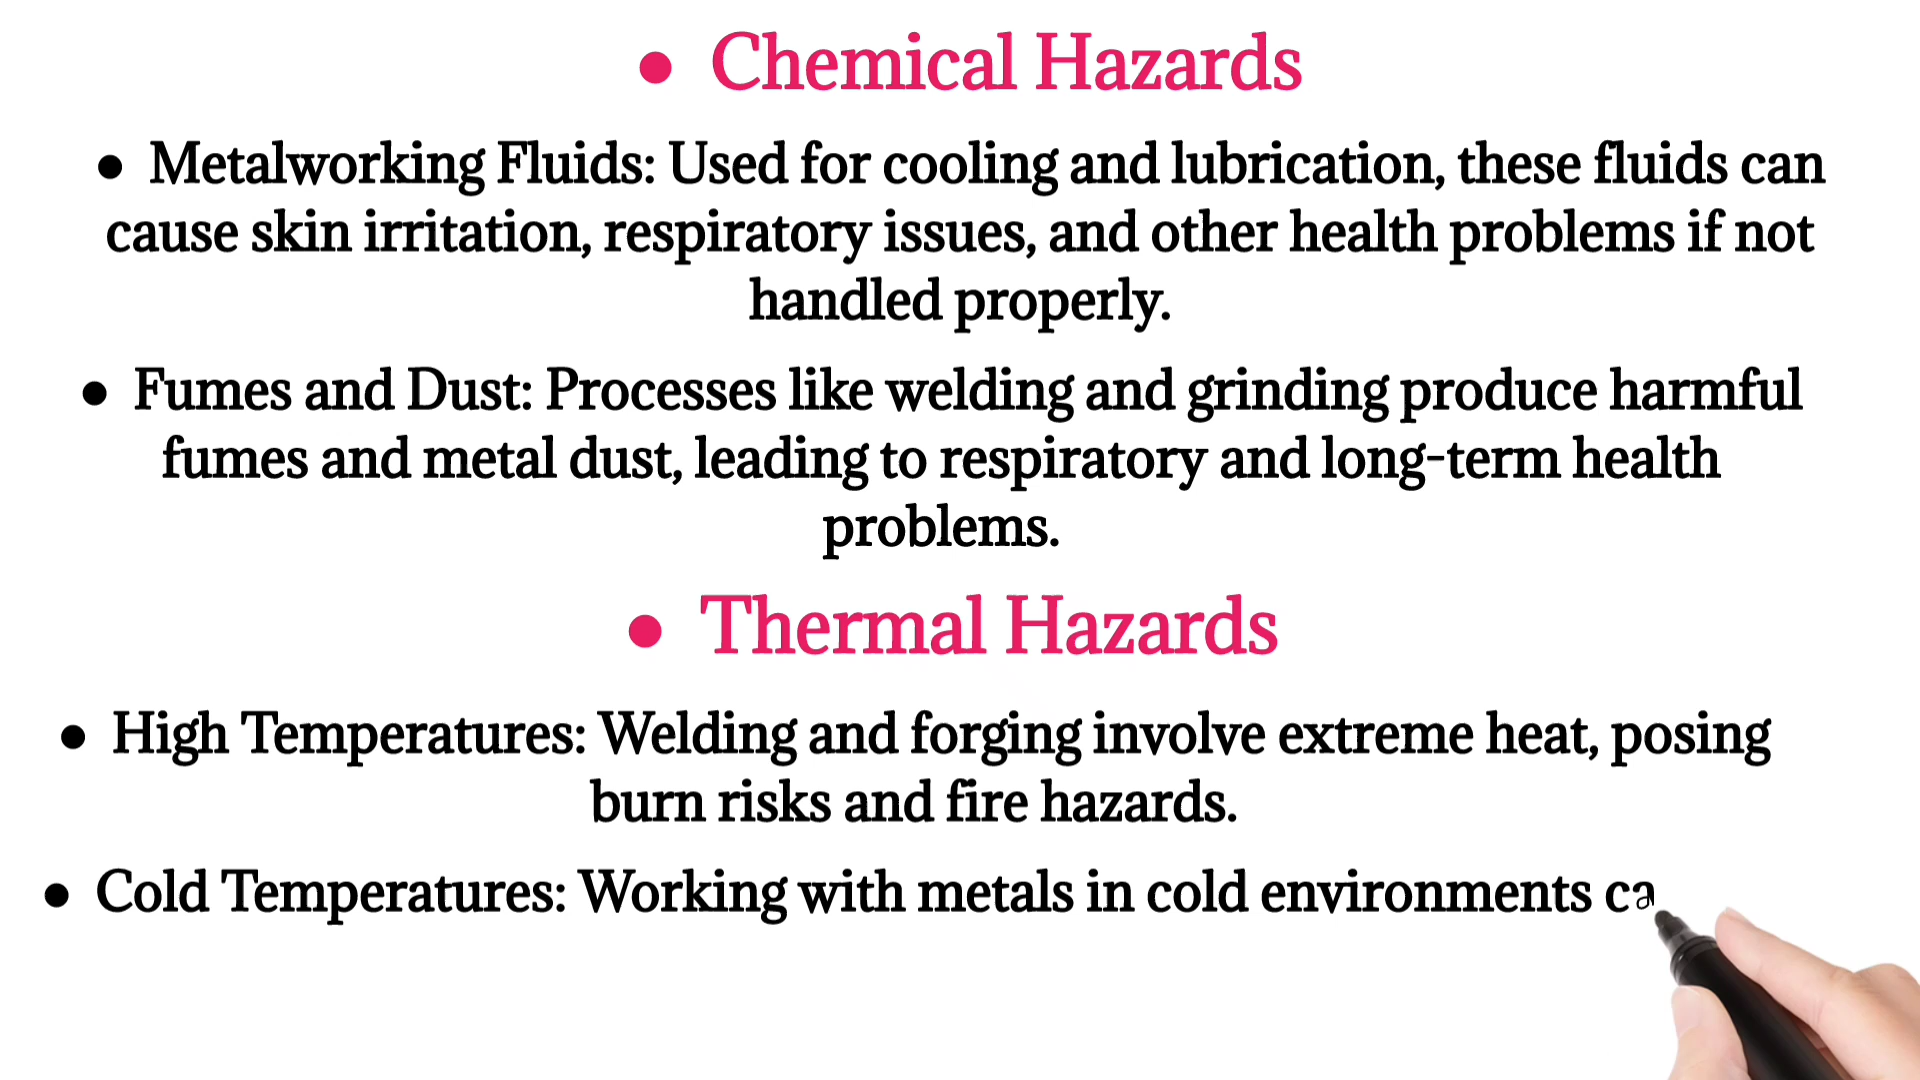 ● Chemical Hazards
● Metalworking Fluids: Used for cooling and lubrication, these fluids can
cause skin irritation, respiratory issues, and other health problems if not
handled properly.
● Fumes and Dust: Processes like welding and grinding produce harmful
fumes and metal dust, leading to respiratory and long-term health
problems.
● Thermal Hazards
● High Temperatures: Welding and forging involve extreme heat, posing
burn risks and fire hazards.
● Cold Temperatures: Working with metals in cold environments ca